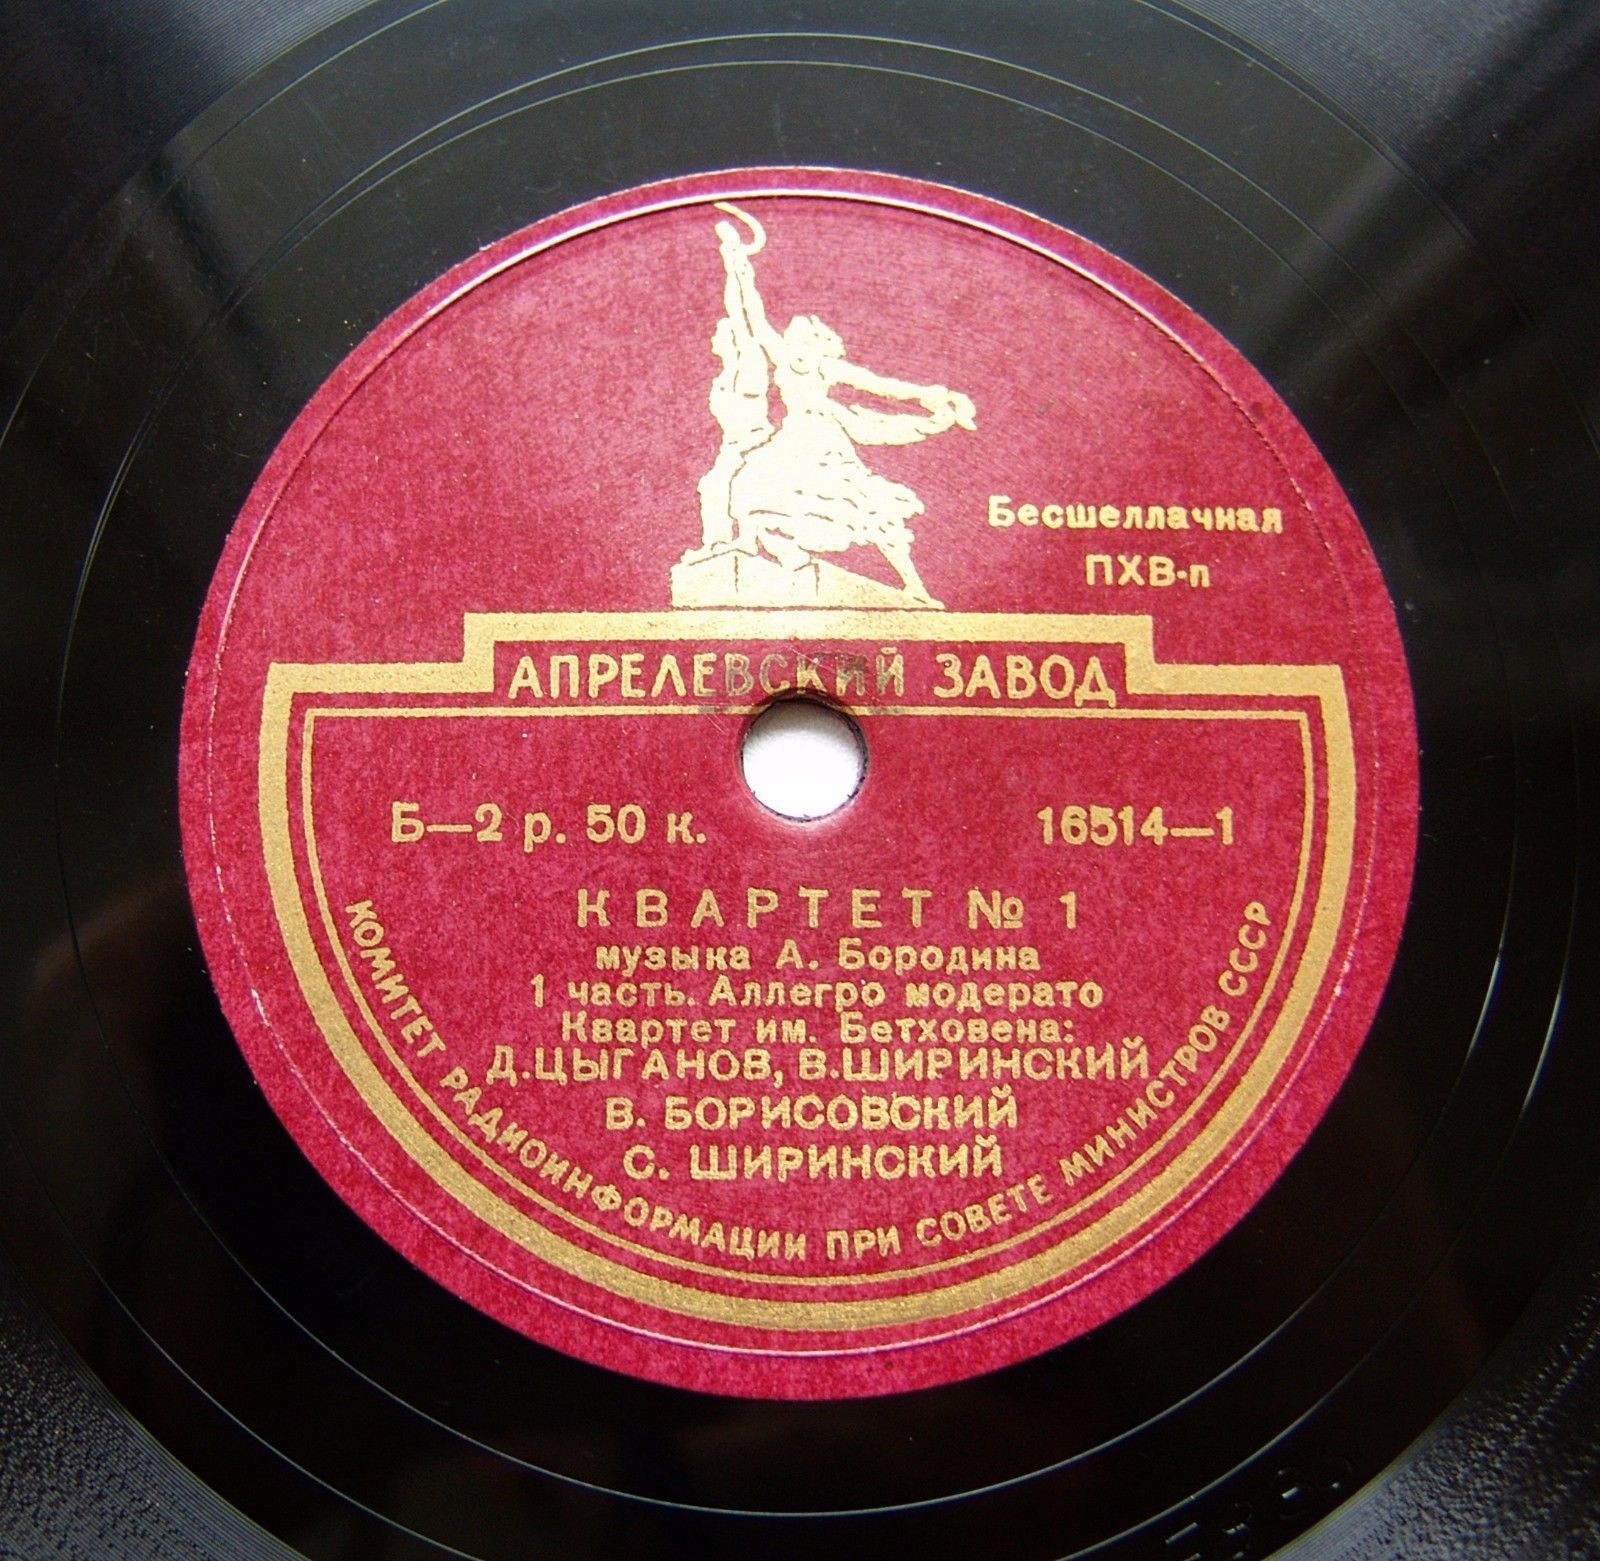 Бесшеллачная
ПХВ-п
АПРЕЛЕВСКИЙ ЗАВОД
Б—2 р. 50 к.
16514—1
КВАРТЕТ № 1
музыка А. Бородина
1 часть. Аллегро модерато
Квартет им. Бетховена:
Д.ЦЫГАНОВ, В.ШИРИНСКИЙ
В. БОРИСОВСКИЙ
С. ШИРИНСКИЙ
КОМИТЕТ РАДИОИНФОРМАЦИИ ПРИ СОВЕТЕ МИНИСТРОВ СССР